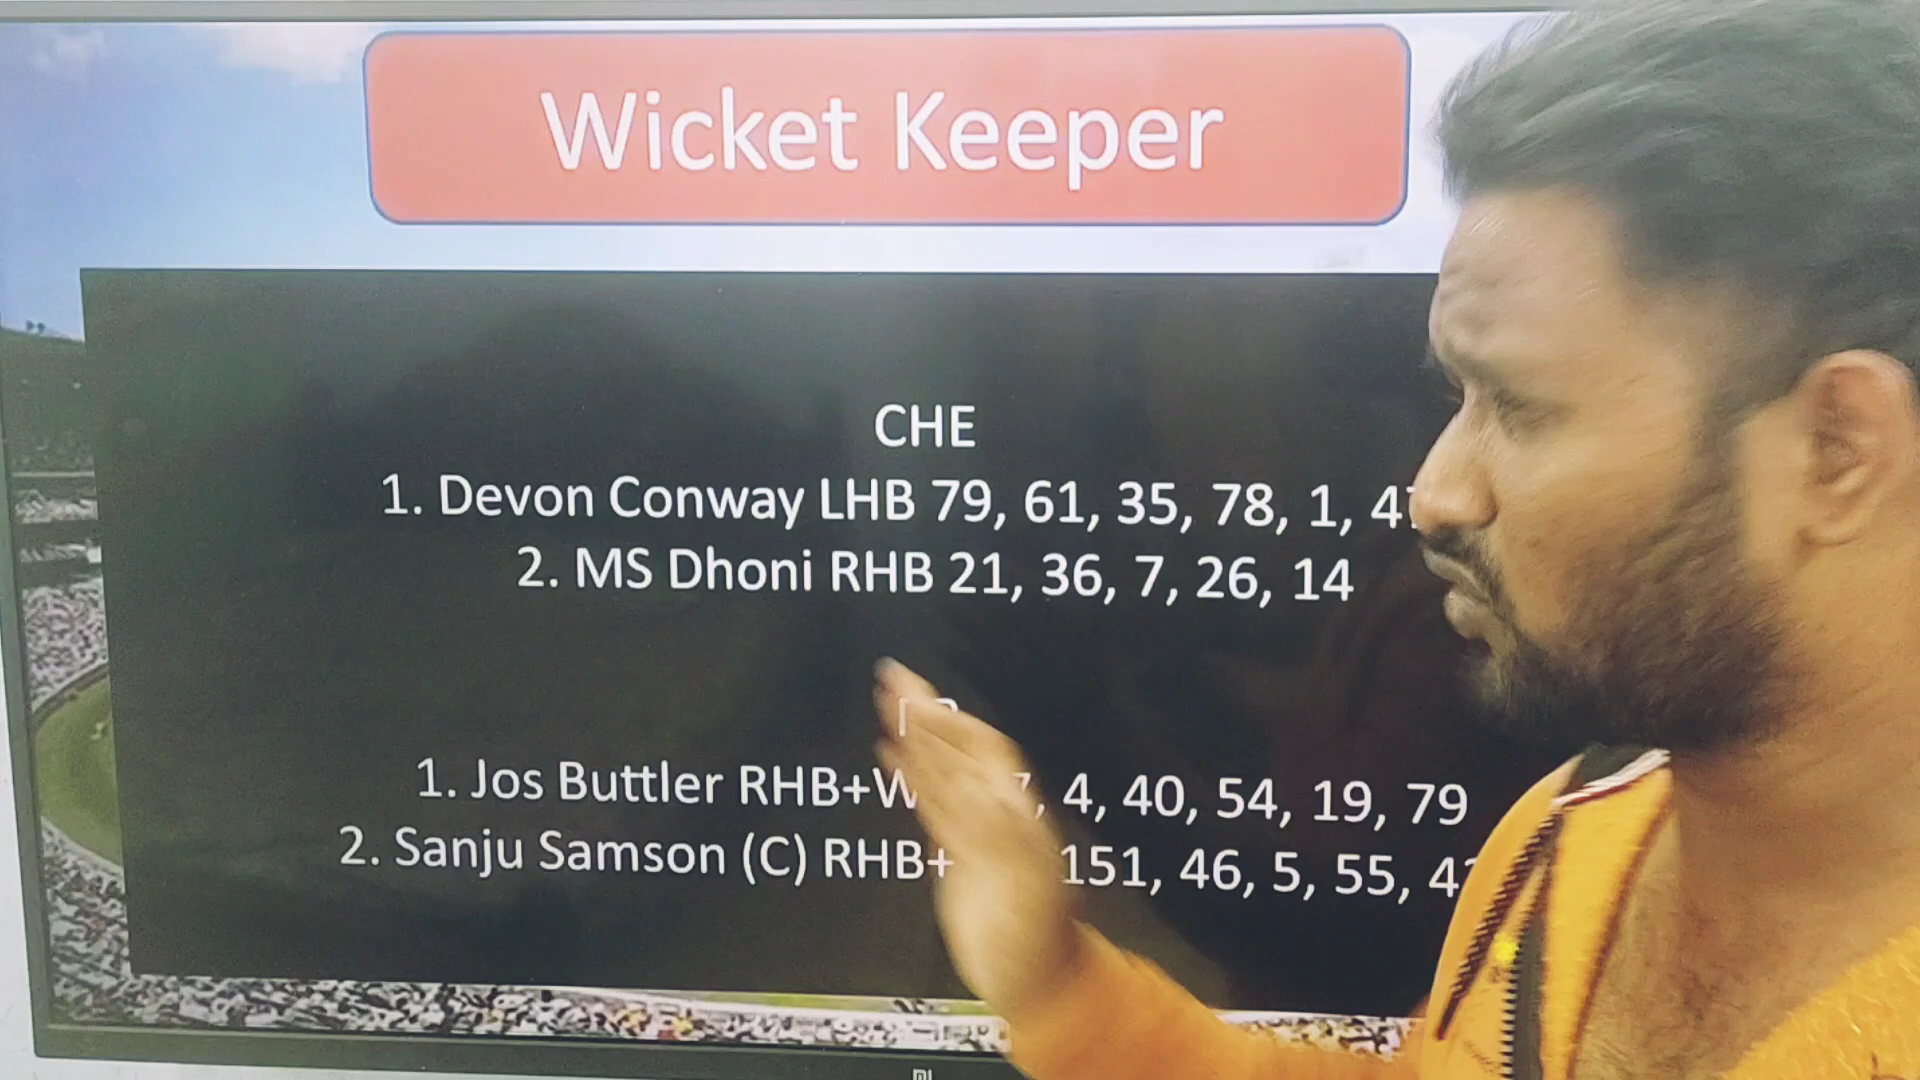 Wicket Keeper
CHE
1. Devon Conway LHB 79, 61, 35, 78, 1,
2. MS Dhoni RHB 21, 36, 7, 26, 14
1. Jos Buttler RHB+ 4, 40, 54, 19, 79
2. Sanju Samson (C) RHB+ 151, 46, 5, 55,